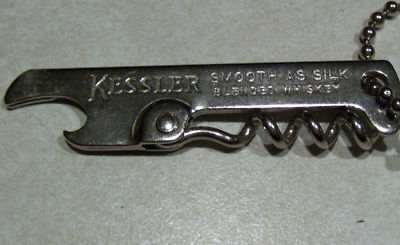 KESSLER SMOOTH AS SILK
BLENDED WHISKEY